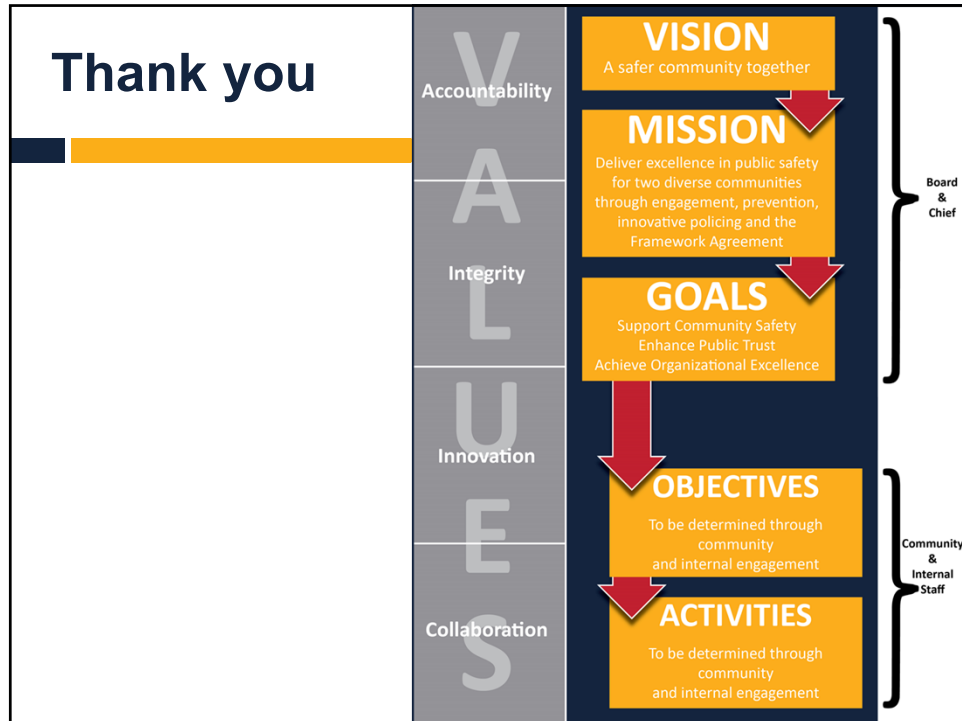 Thank you
VALUES
Accountability
Integrity
Innovation
Collaboration
VISION
A safer community together
MISSION
Deliver excellence in public safety
for two diverse communities
through engagement, prevention,
innovative policing and the
Framework Agreement
GOALS
Support Community Safety
Enhance Public Trust
Achieve Organizational Excellence
OBJECTIVES
To be determined through
community
and internal engagement
ACTIVITIES
To be determined through
community
and internal engagement
Board
&
Chief
Community
&
Internal
Staff